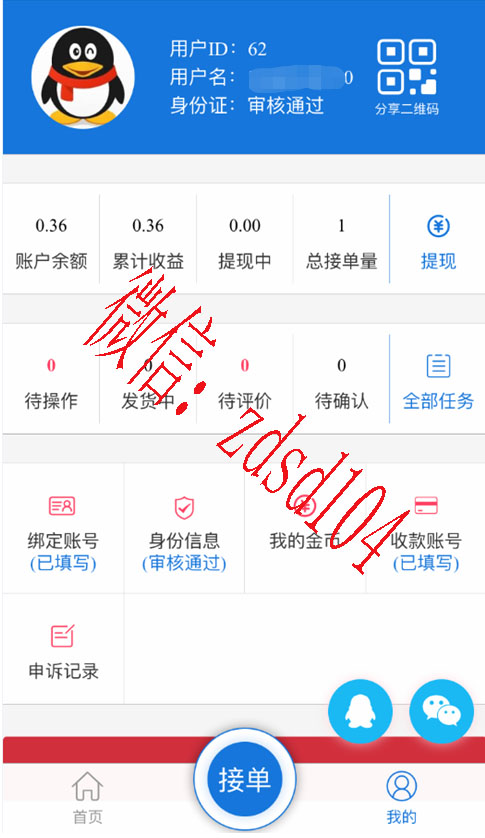 用户ID：62
用户名：0
身份证：审核通过
分享二维码
0.36
0.36
0.00
1
账户余额
累计收益
提现中
总接单量
提现
0
0
0
0
待操作
发货中
待评价
待确认
全部任务
微信：zdsd104
绑定账号
身份信息
我的金币
收款账号
(已填写)
(审核通过)
(已填写)
申诉记录
接单
首页
我的